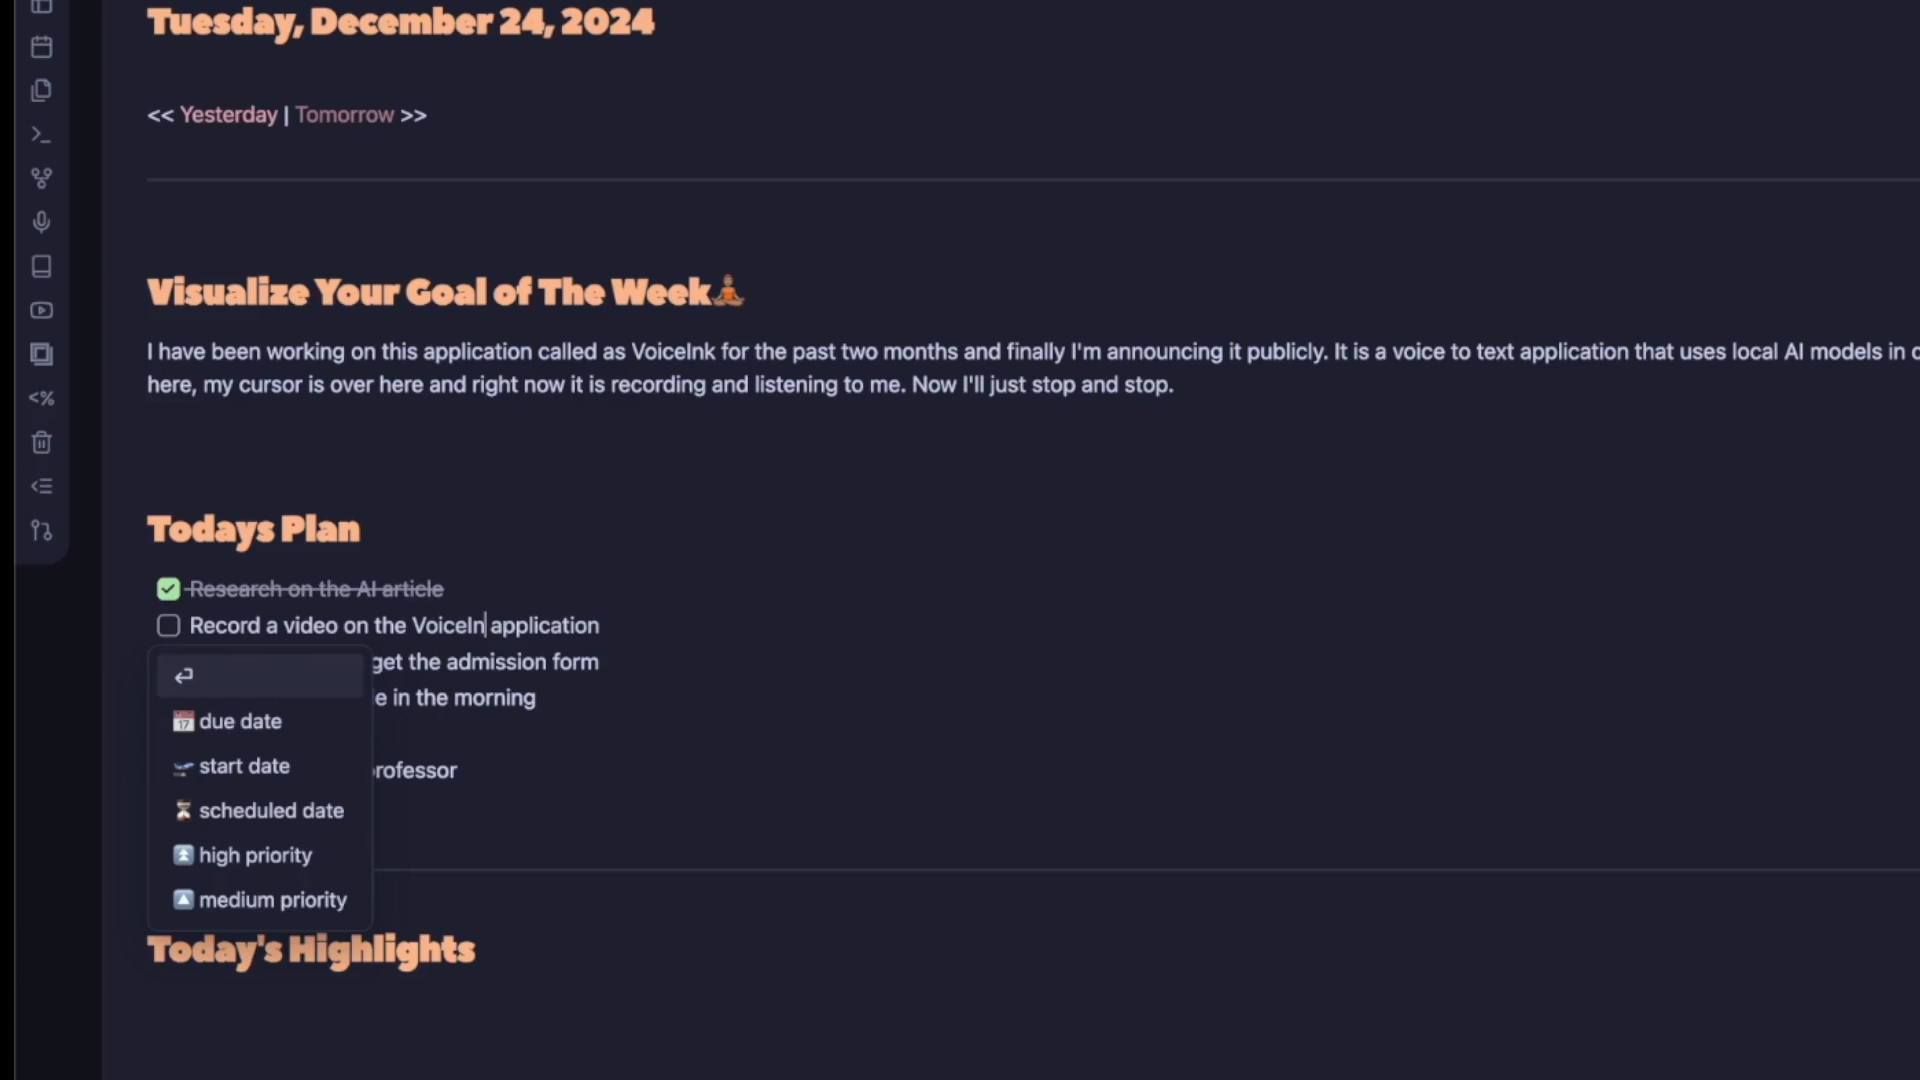 Tuesday, December 24, 2024
<< Yesterday | Tomorrow >>
Visualize Your Goal of The Week🧘🏾
I have been working on this application called as VoiceInk for the past two months and finally I'm announcing it publicly. It is a voice to text application that uses local AI models in
here, my cursor is over here and right now it is recording and listening to me. Now I'll just stop and stop.
<%
Todays Plan
Research on the AI article
Record a video on the VoiceIn application
get the admission form
in the morning
📅 due date
🛫 start date
⏳ scheduled date
⏫ high priority
🔼 medium priority
Today's Highlights